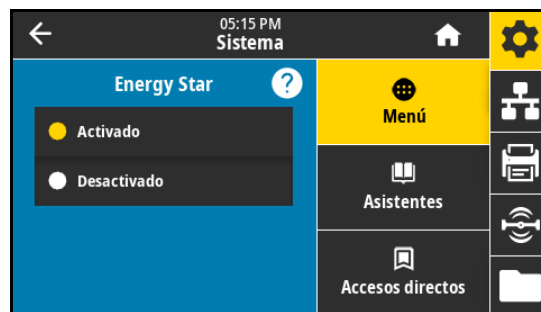 05:15 PM
Sistema
Energy Star
?
Activado
Desactivado
Menú
Asistentes
Accesos directos